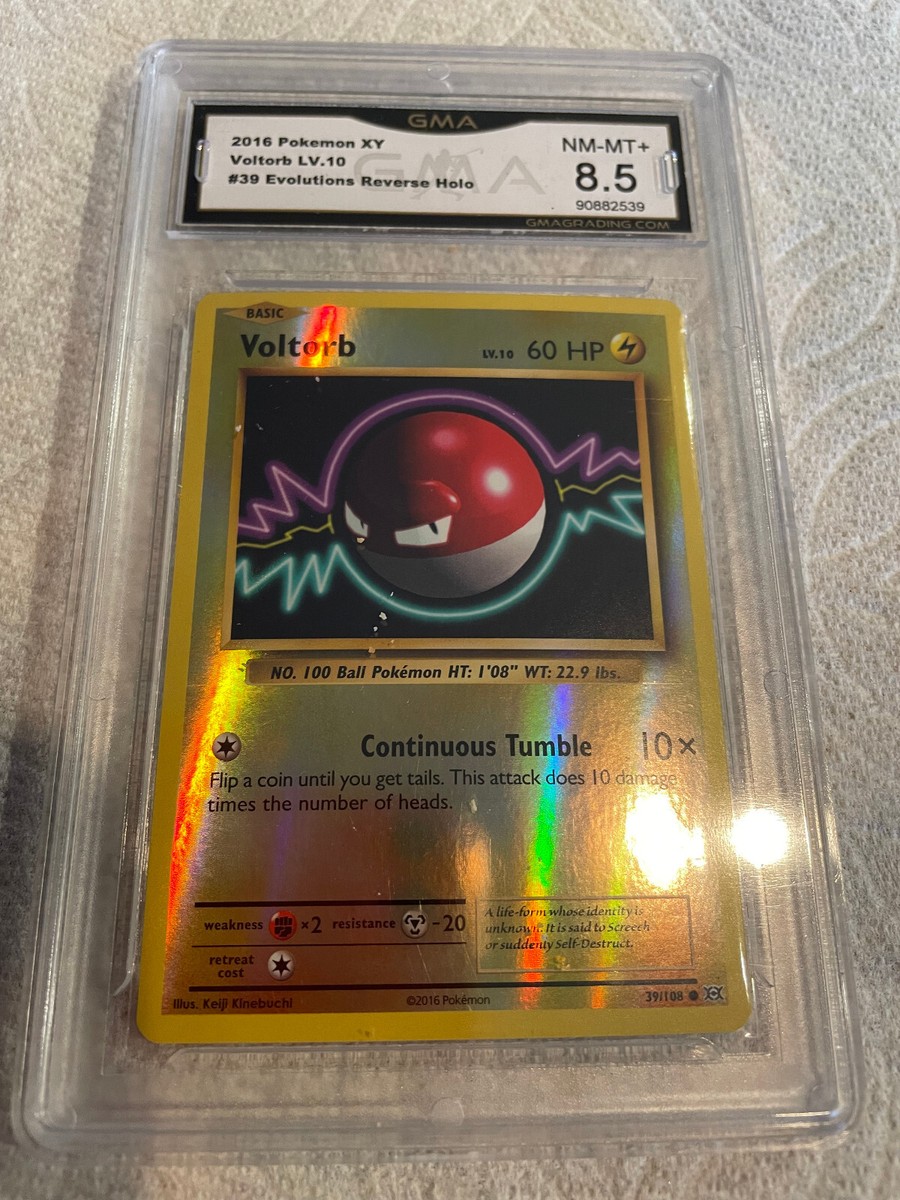 GMA
2016 Pokemon XY
Voltorb LV.10
#39 Evolutions Reverse Holo
GMA
NM-MT+
8.5
90882539
GMAGRADING.COM
BASIC
Voltorb LV.10 60 HP
NO. 100 Ball Pokémon HT: 1'08" WT: 22.9 lbs.
Continuous Tumble 10×
Flip a coin until you get tails. This attack does 10 damage
times the number of heads.
weakness ×2 resistance -20
retreat
cost
A life-form whose identity is
unknown. It is said to Screech
or suddenly Self-Destruct.
Illus. Keiji Kinebuchi ©2016 Pokémon 39/108